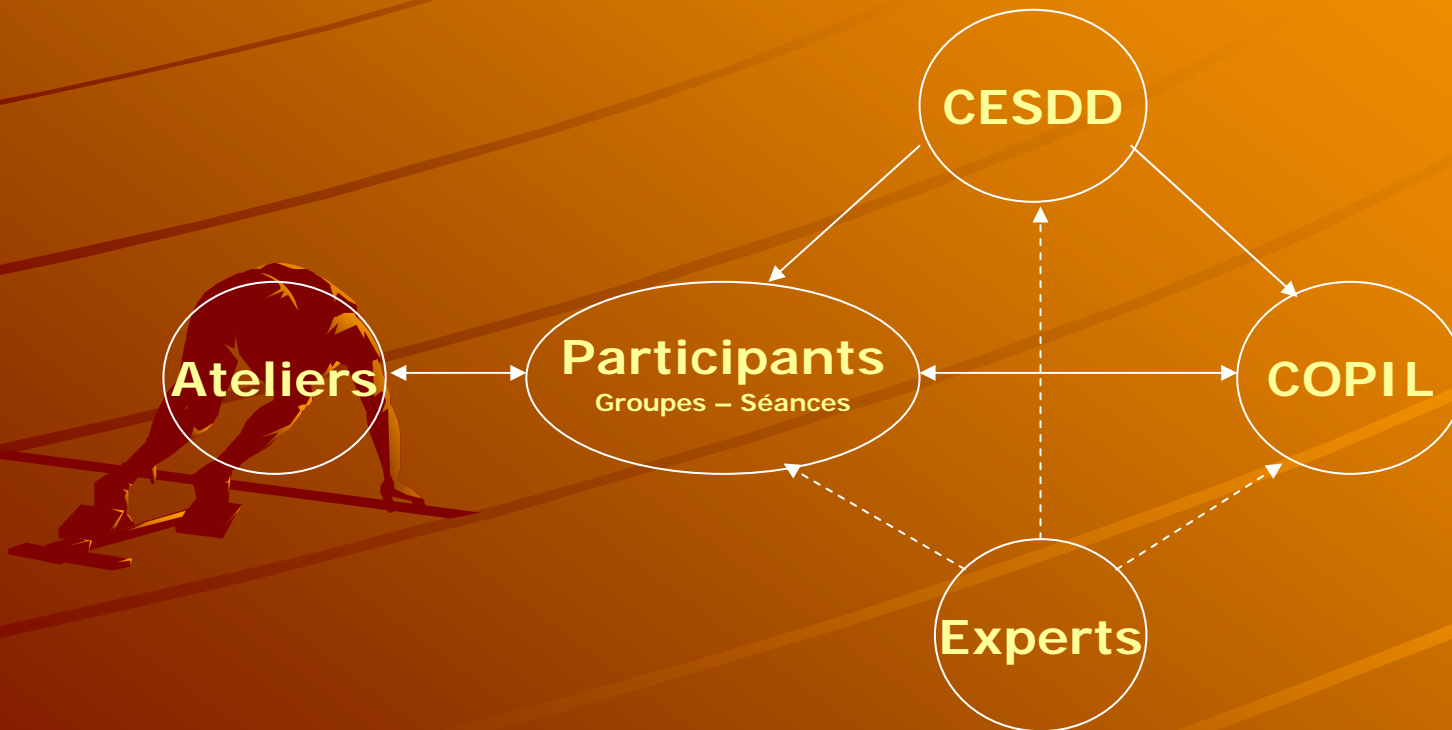 CESDD
Ateliers
Participants
Groupes – Séances
COPIL
Experts